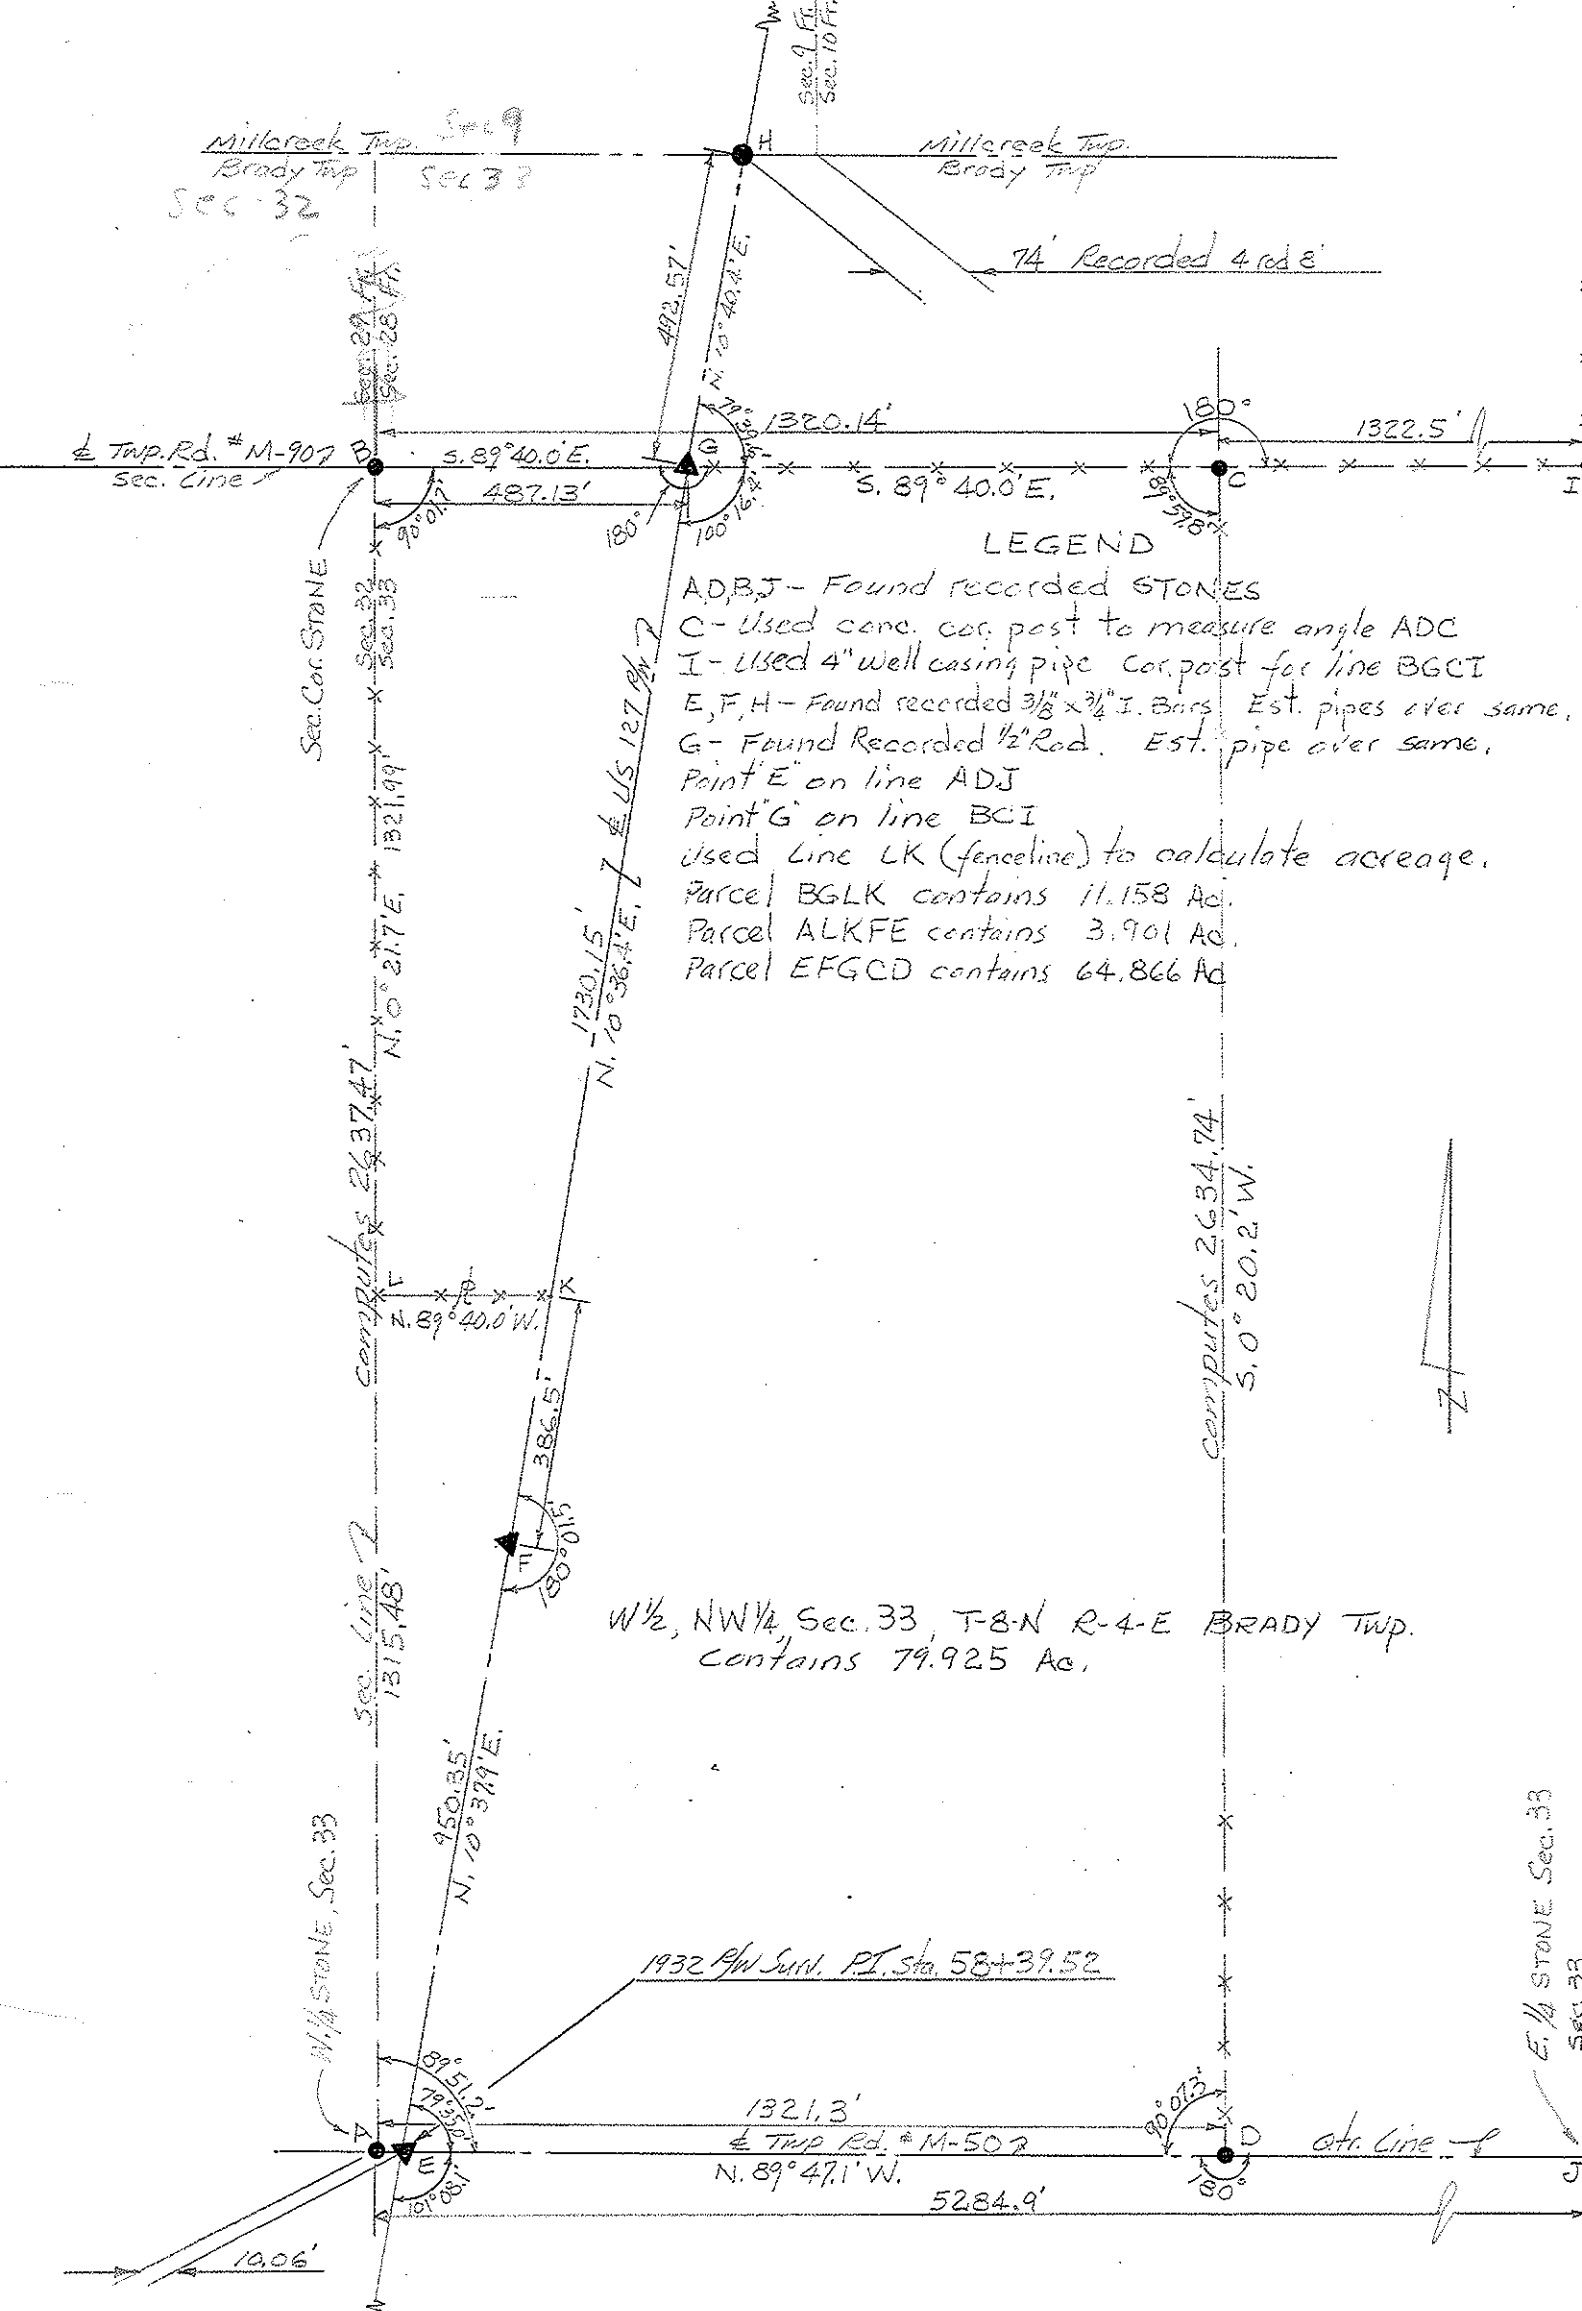 Sec. 9 Fr.
Sec. 10 Fr.
Millcreek Twp. Sec 9
Brady Twp Sec 33
Sec 32
H
Millcreek Twp.
Brady Twp
74' Recorded 4 rod 8'
492.57'
N. 10° 40.4' E.
Sec. 29 Fr.
Sec. 28 Fr.
℄ Twp. Rd. # M-907
Sec. Line
B
S. 89° 40.0' E.
487.13'
90° 01.7'
G
1320.14'
180°
100° 16.4'
S. 89° 40.0' E.
180°
C
1322.5'
I
Sec. Cor. STONE
Sec. 32
Sec. 33
LEGEND
A,D,B,J - Found recorded STONES
C - Used conc. cor. post to measure angle ADC
I - Used 4" well casing pipe Cor. post for line BGCI
E, F, H - Found recorded 3/8" x 3/4" I. Bars Est. pipes over same.
G - Found Recorded 1/2" Rod. Est. pipe over same.
Point "E" on line ADJ
Point "G" on line BCI
Used Line LK (fenceline) to calculate acreage.
Parcel BGLK contains 11.158 Ac.
Parcel ALKFE contains 3.901 Ac.
Parcel EFGCD contains 64.866 Ac
℄ US 127 R/W
1730.15'
N. 10° 36.4' E.
N. 0° 21.7' E. 1321.99'
computes 2637.47'
computes 2634.74'
S. 0° 20.2' W.
L
℄
K
N. 89° 40.0' W.
386.5'
N
F
180° 01.5'
Sec. Line
1315.48'
W 1/2, NW 1/4, Sec. 33, T-8-N R-4-E BRADY TWP.
Contains 79.925 Ac.
950.35'
N. 10° 37.9' E.
W. 1/4 STONE, Sec. 33
E. 1/4 STONE Sec. 33
Sec. 33
1932 R/W Surv. P.I. Sta. 58+39.52
89° 51.2'
79° 35.0'
A
E
101° 08.1'
1321.3'
℄ Twp Rd. # M-50
N. 89° 47.1' W.
5284.9'
90° 07.3'
D
180°
Qtr. Line
J
10.06'